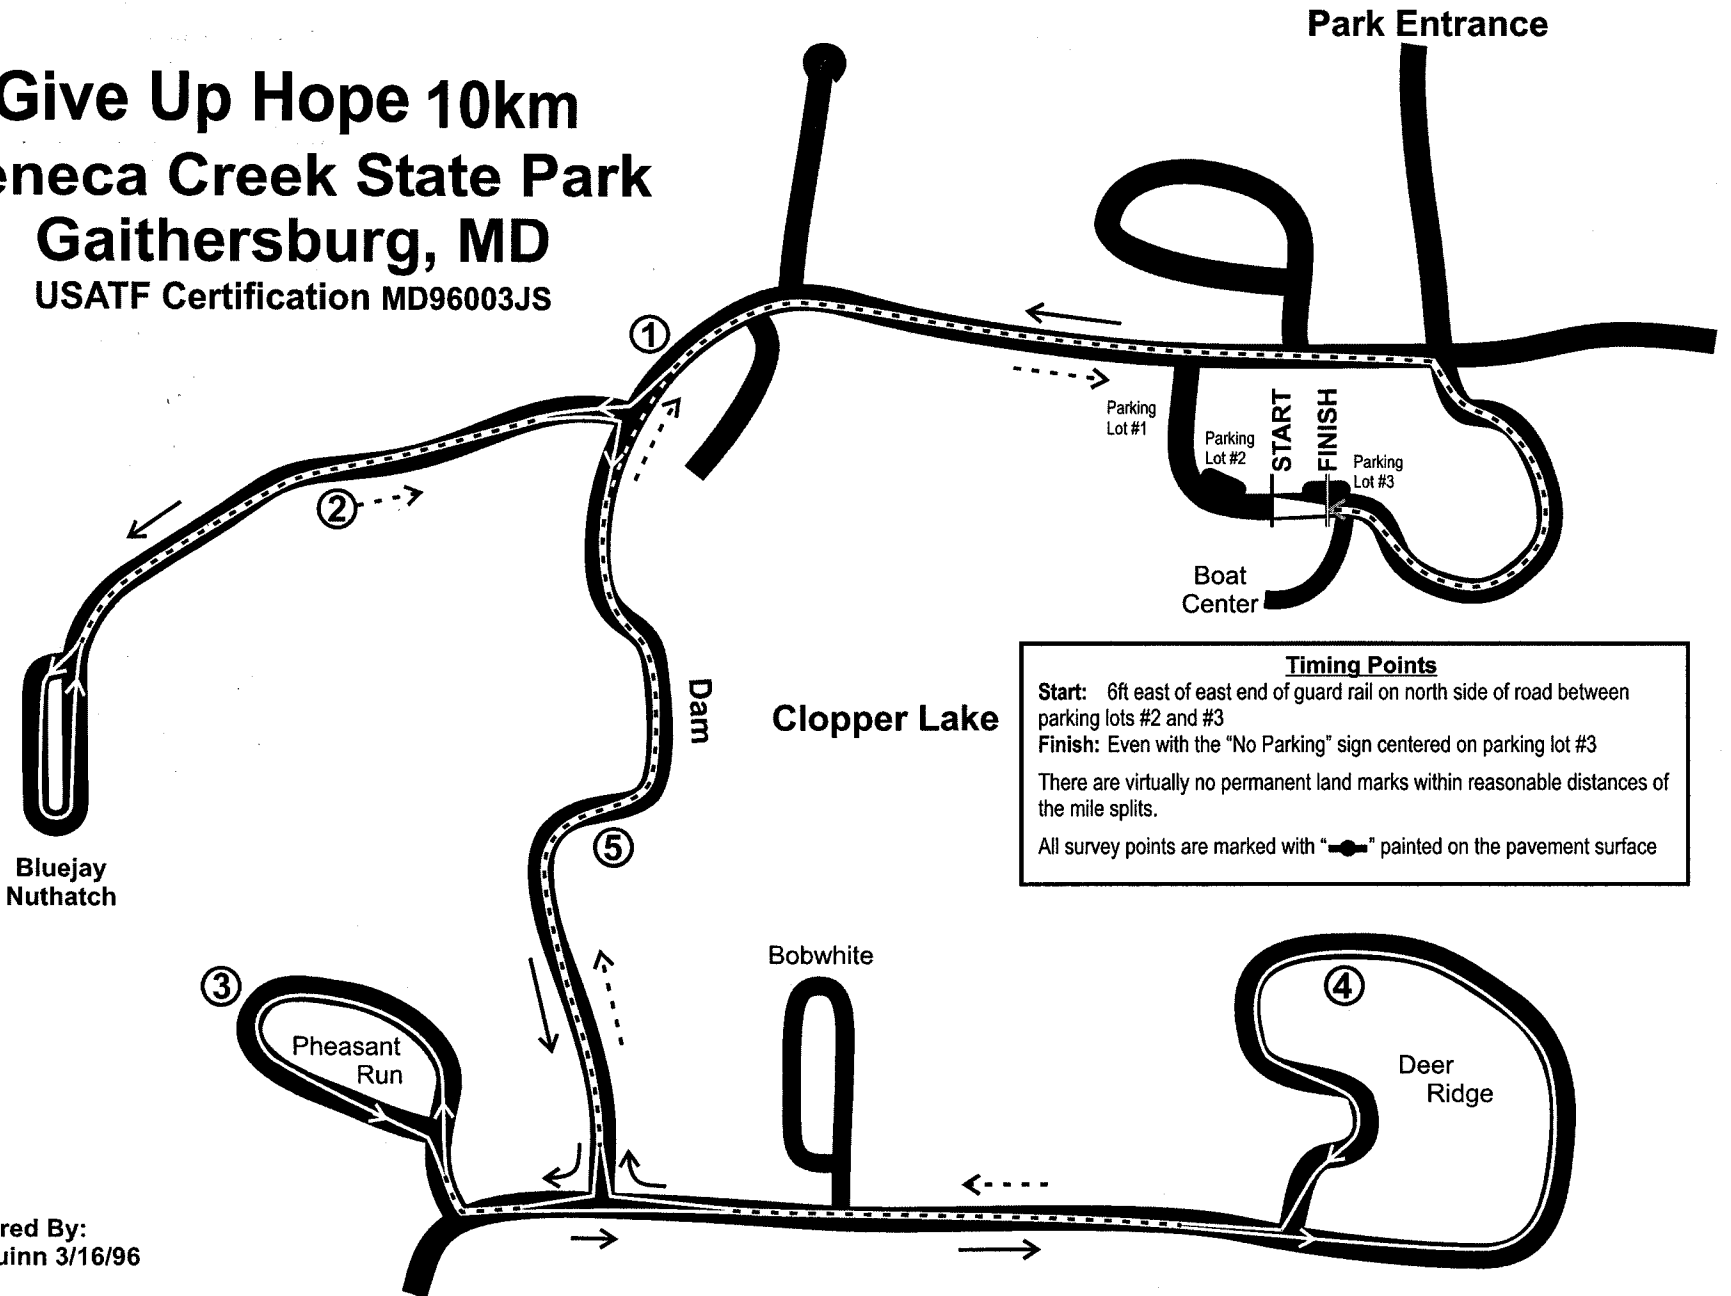 Give Up Hope 10km
eneca Creek State Park
Gaithersburg, MD
USATF Certification MD96003JS
Park Entrance
1
2
Parking
Lot #1
Parking
Lot #2
START
FINISH
Parking
Lot #3
Boat
Center
Dam
Clopper Lake
Timing Points
Start: 6ft east of east end of guard rail on north side of road between
parking lots #2 and #3
Finish: Even with the “No Parking” sign centered on parking lot #3
There are virtually no permanent land marks within reasonable distances of
the mile splits.
All survey points are marked with “ ” painted on the pavement surface
Bluejay
Nuthatch
5
3
Pheasant
Run
Bobwhite
4
Deer
Ridge
red By:
uinn 3/16/96